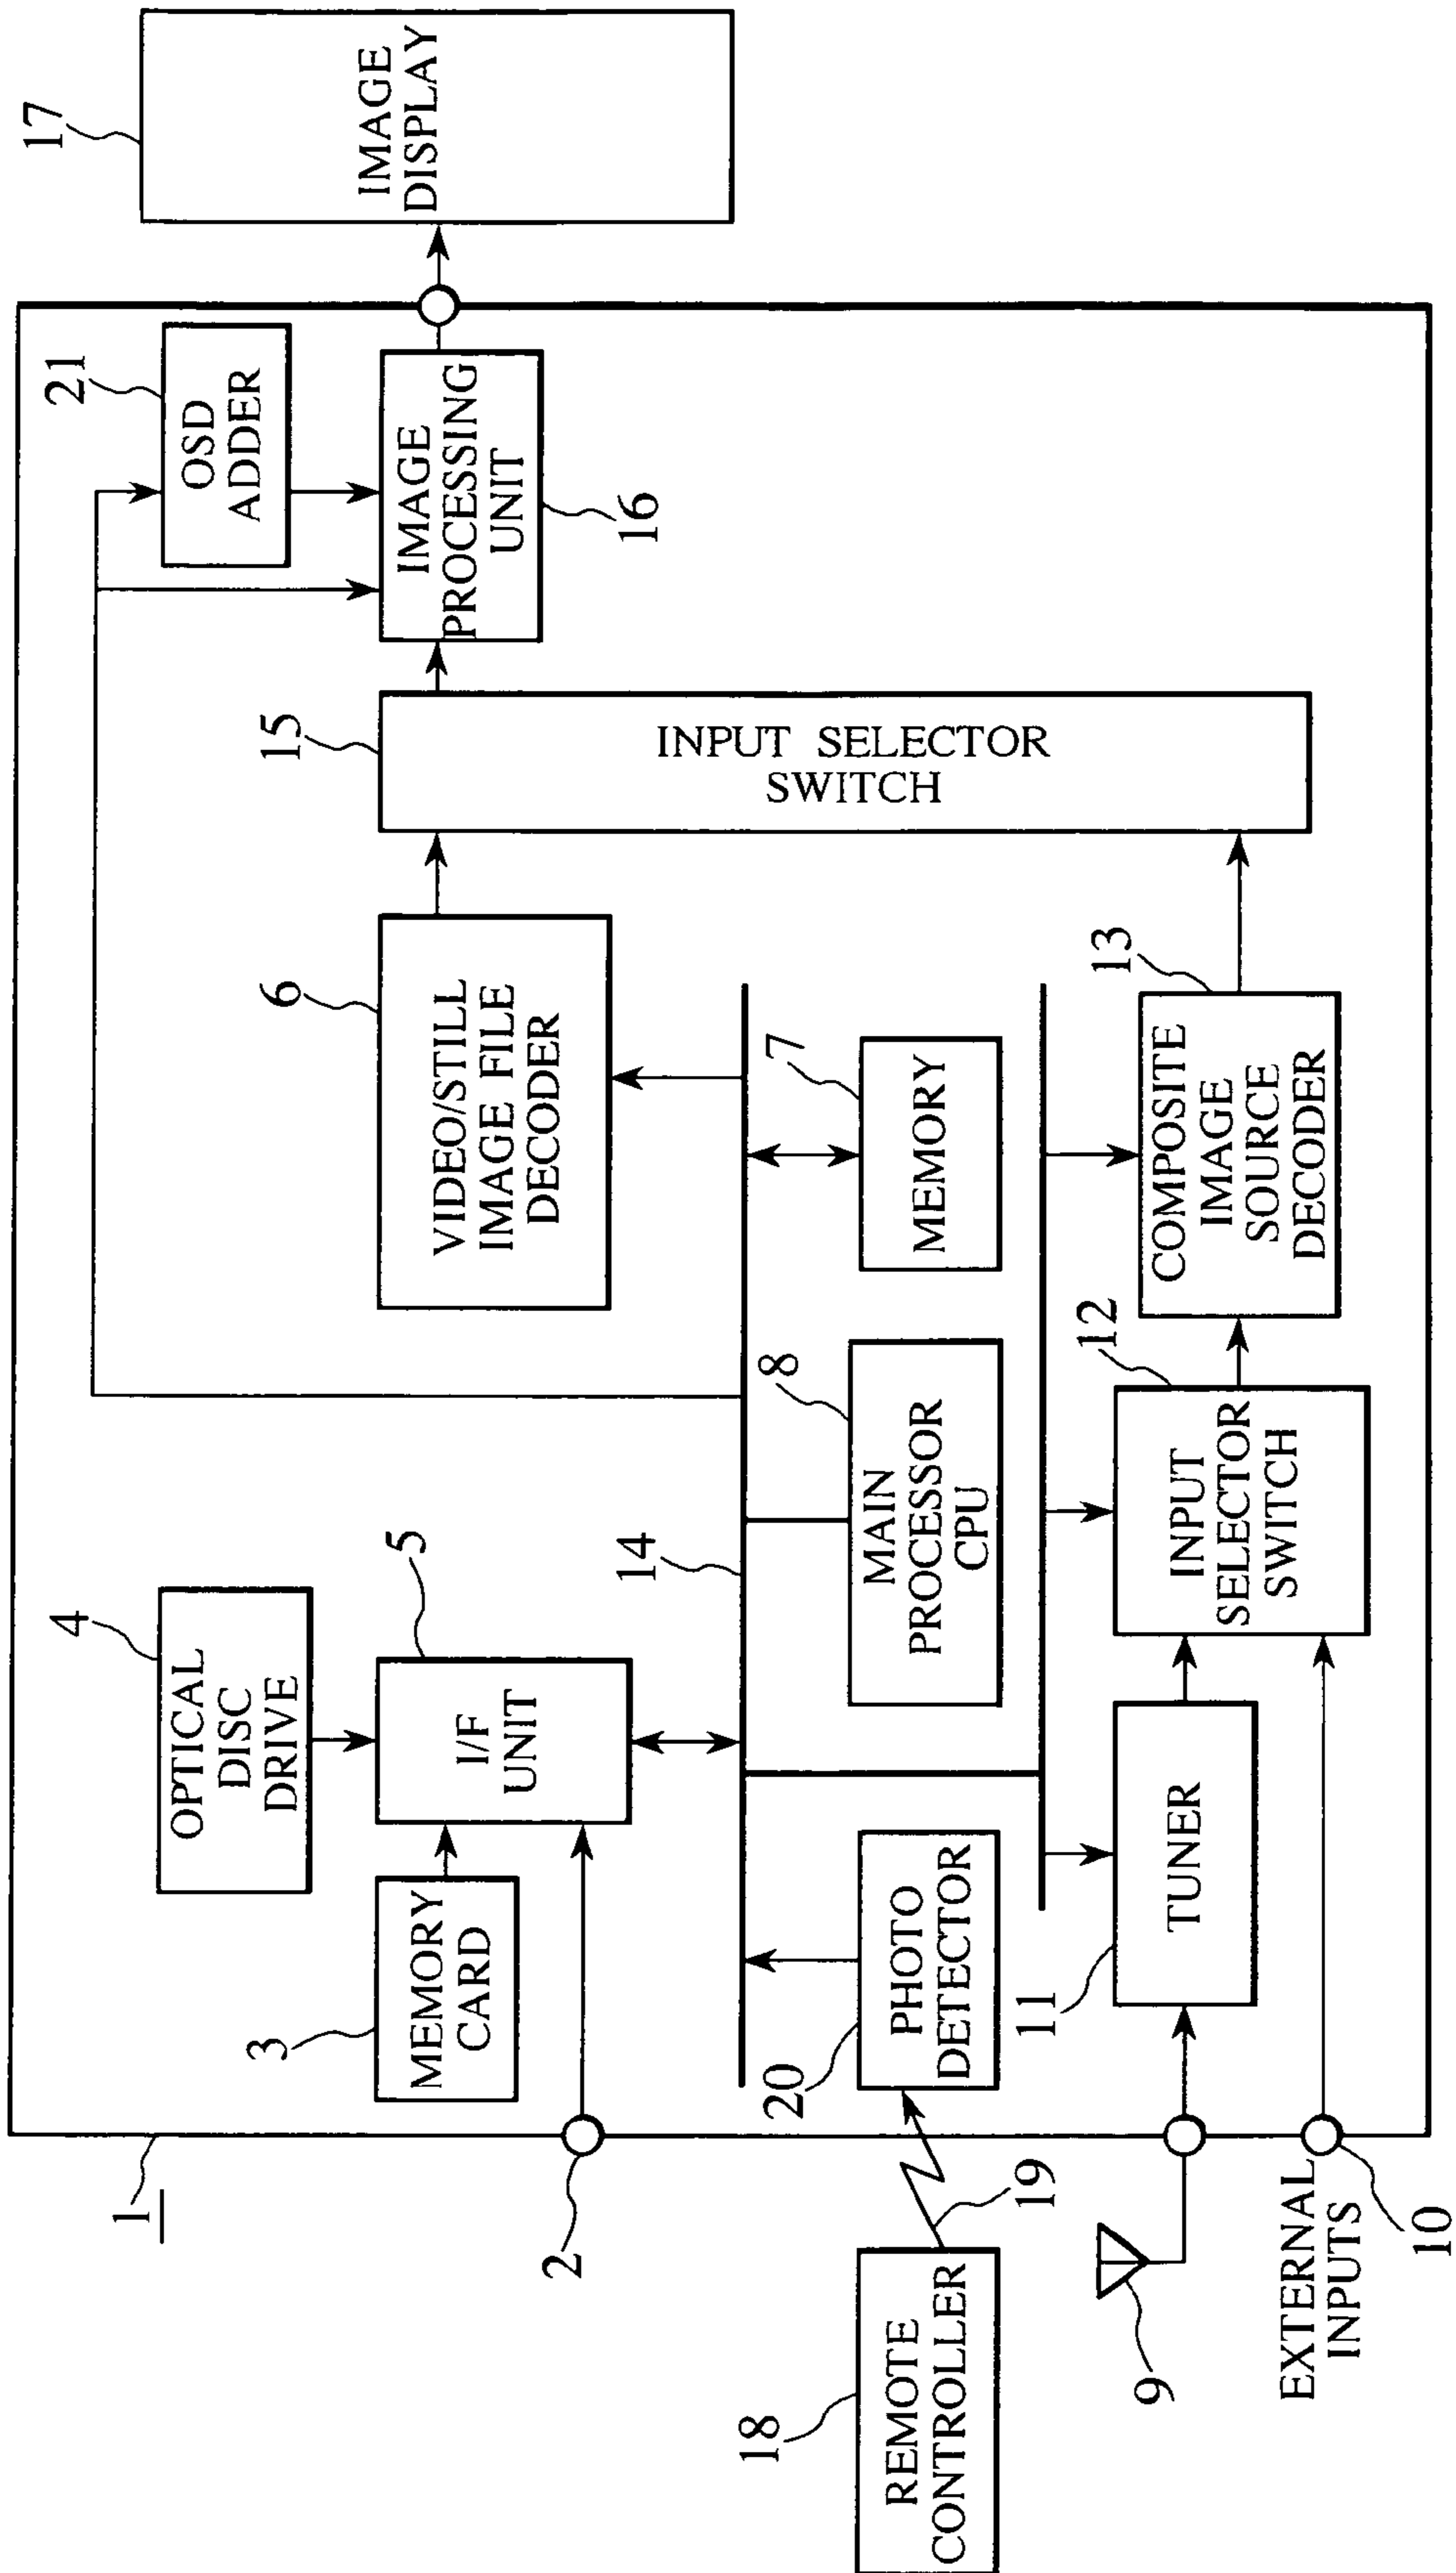 1
17
IMAGE
DISPLAY
21
OSD
ADDER
IMAGE
PROCESSING
UNIT
16
15
INPUT SELECTOR
SWITCH
6
VIDEO/STILL
IMAGE FILE
DECODER
4
OPTICAL
DISC
DRIVE
5
I/F
UNIT
3
MEMORY
CARD
2
14
7
MEMORY
8
MAIN
PROCESSOR
CPU
20
PHOTO
DETECTOR
18
REMOTE
CONTROLLER
19
13
COMPOSITE
IMAGE
SOURCE
DECODER
12
INPUT
SELECTOR
SWITCH
11
TUNER
9
EXTERNAL
INPUTS
10